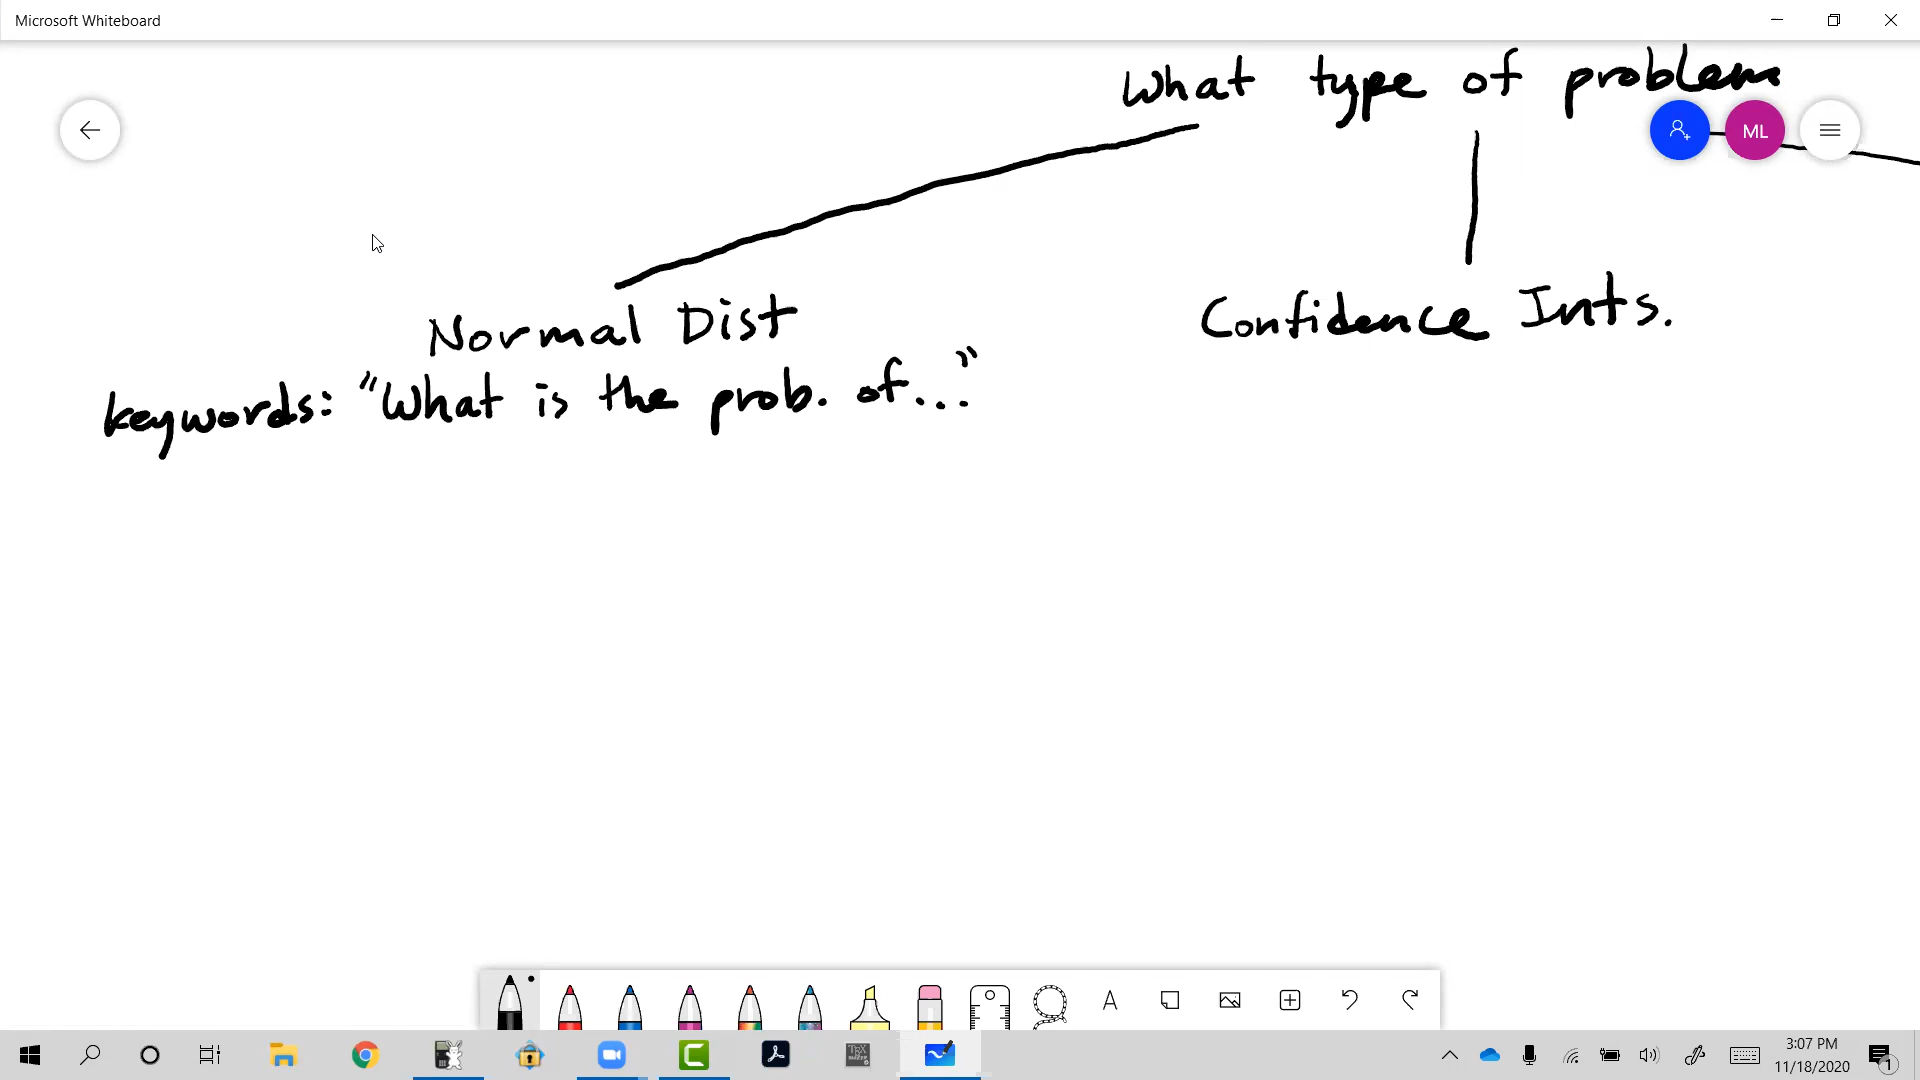 Microsoft Whiteboard
What type of problem
ML
Normal Dist
Confidence Ints.
keywords: "What is the prob. of..."
A
3:07 PM
11/18/2020
1